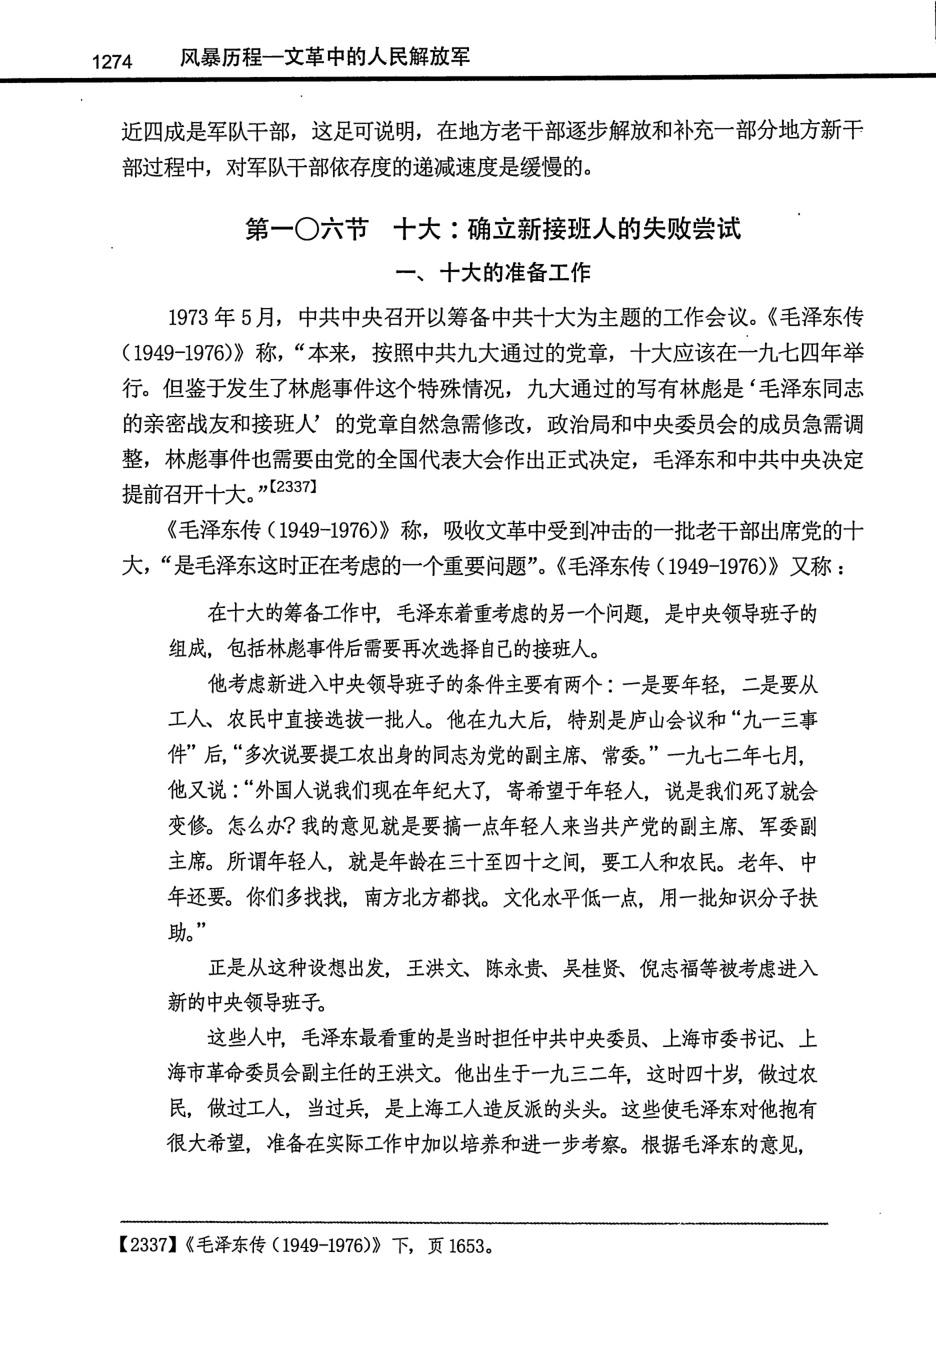 1274 风暴历程—文革中的人民解放军
近四成是军队干部，这足可说明，在地方老干部逐步解放和补充一部分地方新干
部过程中，对军队干部依存度的递减速度是缓慢的。
第一〇六节 十大：确立新接班人的失败尝试
一、十大的准备工作
1973 年 5 月，中共中央召开以筹备中共十大为主题的工作会议。《毛泽东传
（1949-1976）》称，“本来，按照中共九大通过的党章，十大应该在一九七四年举
行。但鉴于发生了林彪事件这个特殊情况，九大通过的写有林彪是‘毛泽东同志
的亲密战友和接班人’的党章自然急需修改，政治局和中央委员会的成员急需调
整，林彪事件也需要由党的全国代表大会作出正式决定，毛泽东和中共中央决定
提前召开十大。”【2337】
《毛泽东传（1949-1976）》称，吸收文革中受到冲击的一批老干部出席党的十
大，“是毛泽东这时正在考虑的一个重要问题”。《毛泽东传（1949-1976）》又称：
在十大的筹备工作中，毛泽东着重考虑的另一个问题，是中央领导班子的
组成，包括林彪事件后需要再次选择自己的接班人。
他考虑新进入中央领导班子的条件主要有两个：一是要年轻，二是要从
工人、农民中直接选拔一批人。他在九大后，特别是庐山会议和“九一三事
件”后，“多次说要提工农出身的同志为党的副主席、常委。”一九七二年七月，
他又说：“外国人说我们现在年纪大了，寄希望于年轻人，说是我们死了就会
变修。怎么办？我的意见就是要搞一点年轻人来当共产党的副主席、军委副
主席。所谓年轻人，就是年龄在三十至四十之间，要工人和农民。老年、中
年还要。你们多找找，南方北方都找。文化水平低一点，用一批知识分子扶
助。”
正是从这种设想出发，王洪文、陈永贵、吴桂贤、倪志福等被考虑进入
新的中央领导班子。
这些人中，毛泽东最看重的是当时担任中共中央委员、上海市委书记、上
海市革命委员会副主任的王洪文。他出生于一九三二年，这时四十岁，做过农
民，做过工人，当过兵，是上海工人造反派的头头。这些使毛泽东对他抱有
很大希望，准备在实际工作中加以培养和进一步考察。根据毛泽东的意见，
【2337】《毛泽东传（1949-1976）》下，页 1653。